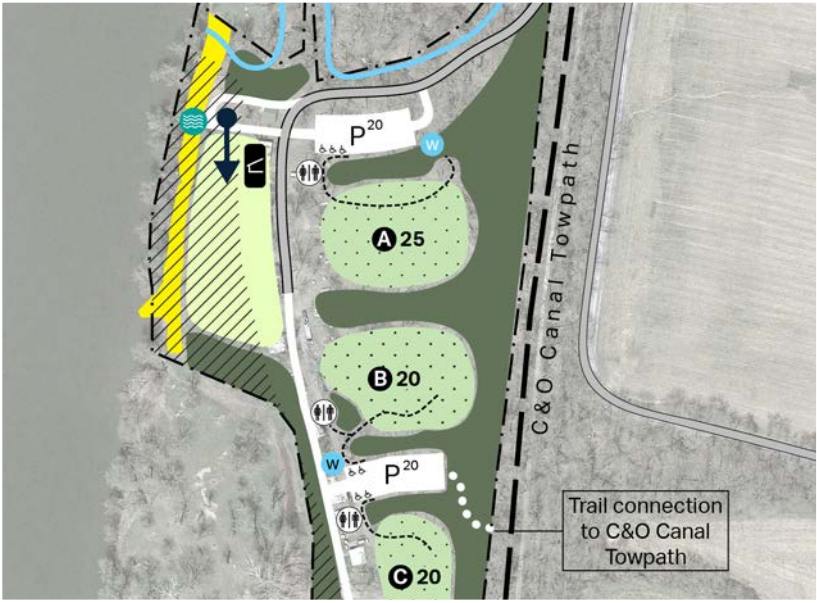 P20
W
A 25
C&O Canal Towpath
B 20
W
P20
Trail connection
to C&O Canal
Towpath
C 20